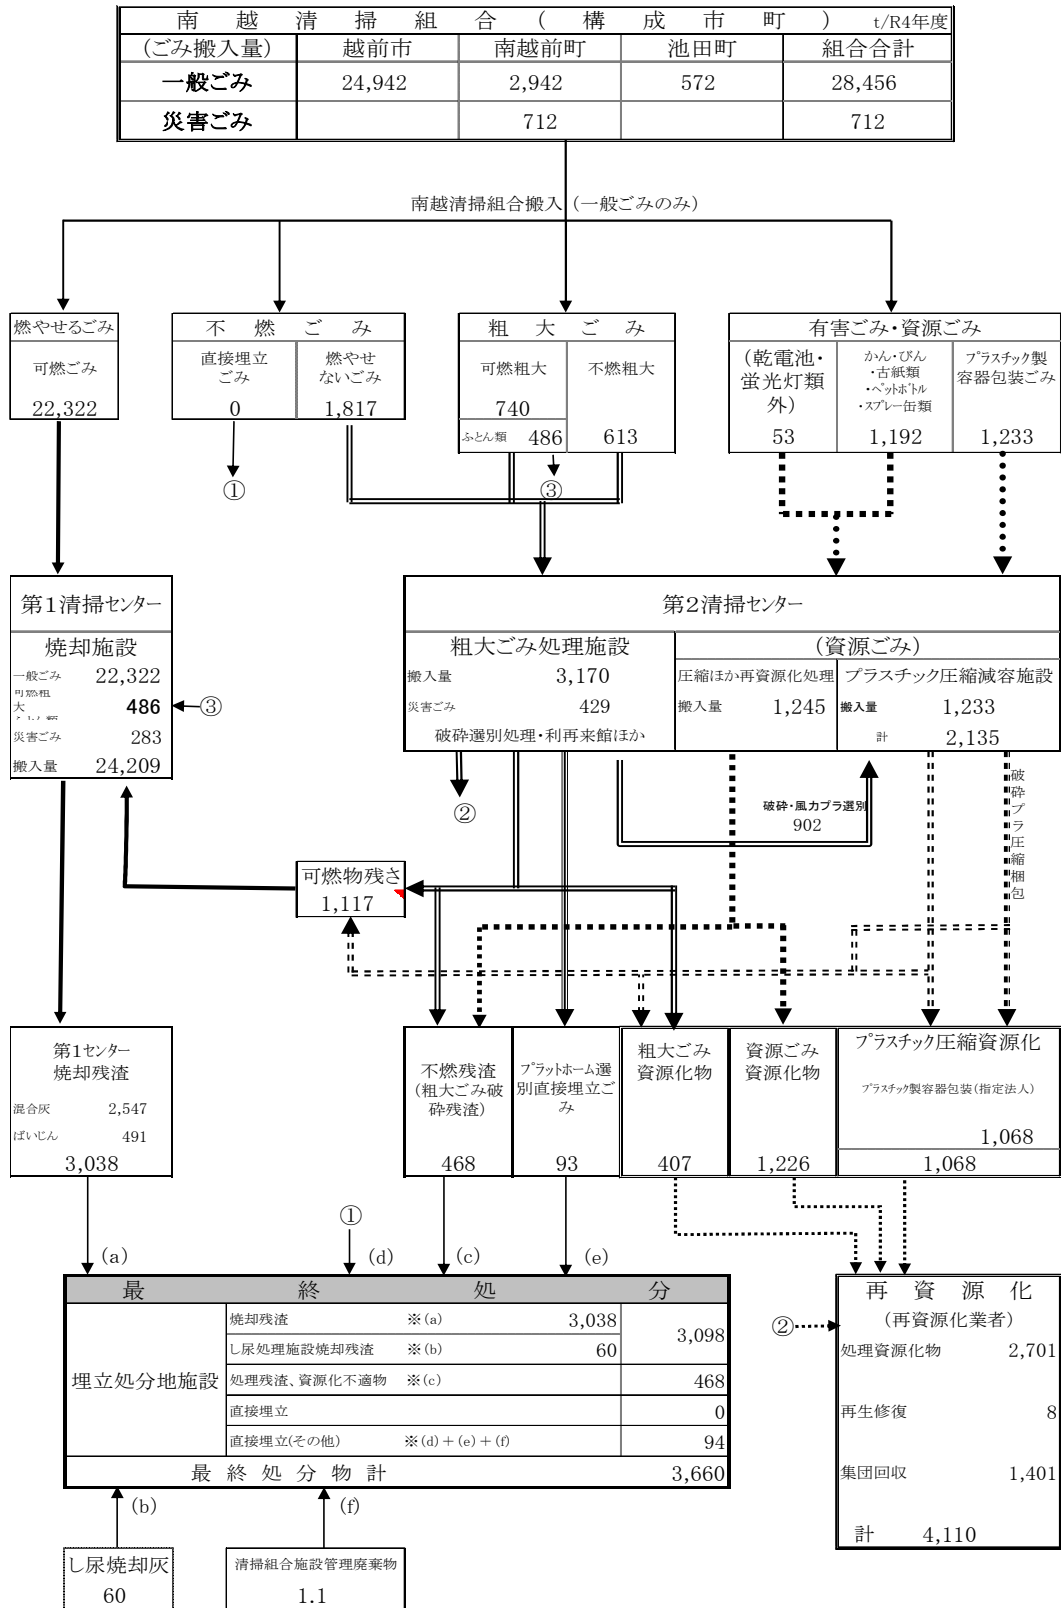 南越清掃組合(構成市町) t/R4年度
(ごみ搬入量) 越前市 南越前町 池田町 組合合計
一般ごみ 24,942 2,942 572 28,456
災害ごみ 712 712
南越清掃組合搬入(一般ごみのみ)
燃やせるごみ
可燃ごみ
22,322
不燃ごみ
直接埋立
ごみ
0
燃やせ
ないごみ
1,817
①
粗大ごみ
可燃粗大
740
ふとん類 486
不燃粗大
613
③
有害ごみ・資源ごみ
(乾電池・
蛍光灯類
外)
53
かん・びん
・古紙類
・ペットボトル
・スプレー缶類
1,192
プラスチック製
容器包装ごみ
1,233
第1清掃センター
焼却施設
一般ごみ 22,322
可燃粗
大
ふとん類
486
③
災害ごみ 283
搬入量 24,209
第2清掃センター
粗大ごみ処理施設
搬入量 3,170
災害ごみ 429
破砕選別処理・利再来館ほか
(資源ごみ)
圧縮ほか再資源化処理
搬入量 1,245
プラスチック圧縮減容施設
搬入量 1,233
計 2,135
②
破砕・風力プラ選別
902
破砕プラ圧縮梱包
可燃物残さ
1,117
第1センター
焼却残渣
混合灰 2,547
ばいじん 491
3,038
不燃残渣
(粗大ごみ破
砕残渣)
468
プラットホーム選
別直接埋立ご
み
93
粗大ごみ
資源化物
407
資源ごみ
資源化物
1,226
プラスチック圧縮資源化
プラスチック製容器包装(指定法人)
1,068
1,068
①
(a) (d) (c) (e)
最終処分
埋立処分地施設
焼却残渣 ※(a) 3,038
し尿処理施設焼却残渣 ※(b) 60
3,098
処理残渣、資源化不適物 ※(c) 468
直接埋立 0
直接埋立(その他) ※(d)+(e)+(f) 94
最終処分物計 3,660
(b) (f)
し尿焼却灰
60
清掃組合施設管理廃棄物
1.1
②
再資源化
(再資源化業者)
処理資源化物 2,701
再生修復 8
集団回収 1,401
計 4,110